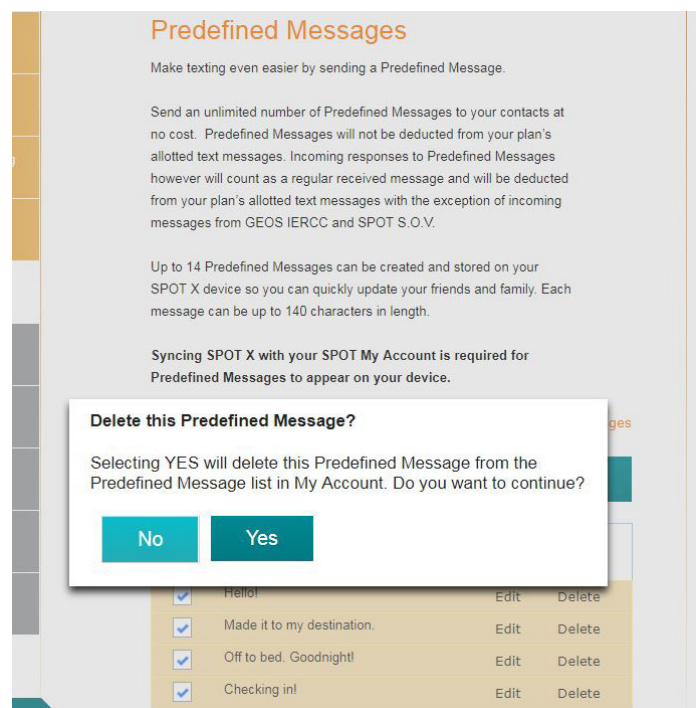 Predefined Messages
Make texting even easier by sending a Predefined Message.
Send an unlimited number of Predefined Messages to your contacts at
no cost.  Predefined Messages will not be deducted from your plan's
allotted text messages. Incoming responses to Predefined Messages
however will count as a regular received message and will be deducted
from your plan's allotted text messages with the exception of incoming
messages from GEOS IERCC and SPOT S.O.V.
Up to 14 Predefined Messages can be created and stored on your
SPOT X device so you can quickly update your friends and family. Each
message can be up to 140 characters in length.
Syncing SPOT X with your SPOT My Account is required for
Predefined Messages to appear on your device.
Delete this Predefined Message?
Selecting YES will delete this Predefined Message from the
Predefined Message list in My Account. Do you want to continue?
No Yes
Hello! Edit Delete
Made it to my destination. Edit Delete
Off to bed. Goodnight! Edit Delete
Checking in! Edit Delete